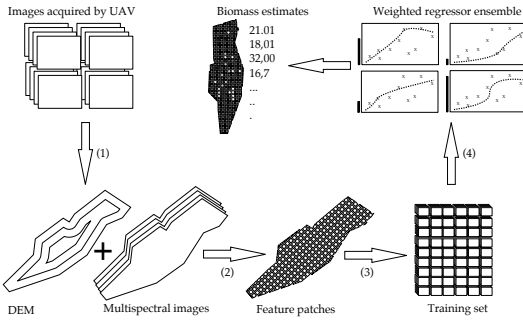 Images acquired by UAV
Biomass estimates
Weighted regressor ensemble
21.01
18,01
32,00
16,7
...
..
.
(1)
(4)
+
(2)
(3)
DEM
Multispectral images
Feature patches
Training set